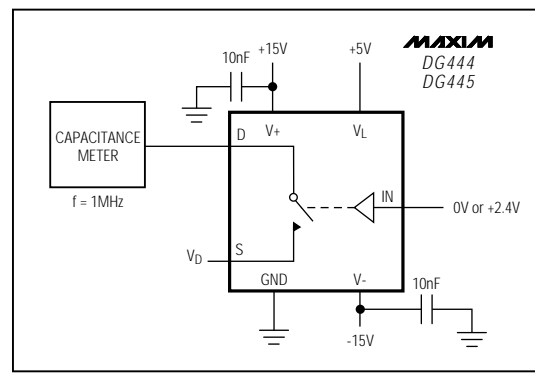 MAXIM
DG444
DG445
+15V
+5V
10nF
CAPACITANCE
METER
f = 1MHz
D
V+
VL
IN
0V or +2.4V
VD
S
GND
V-
10nF
-15V